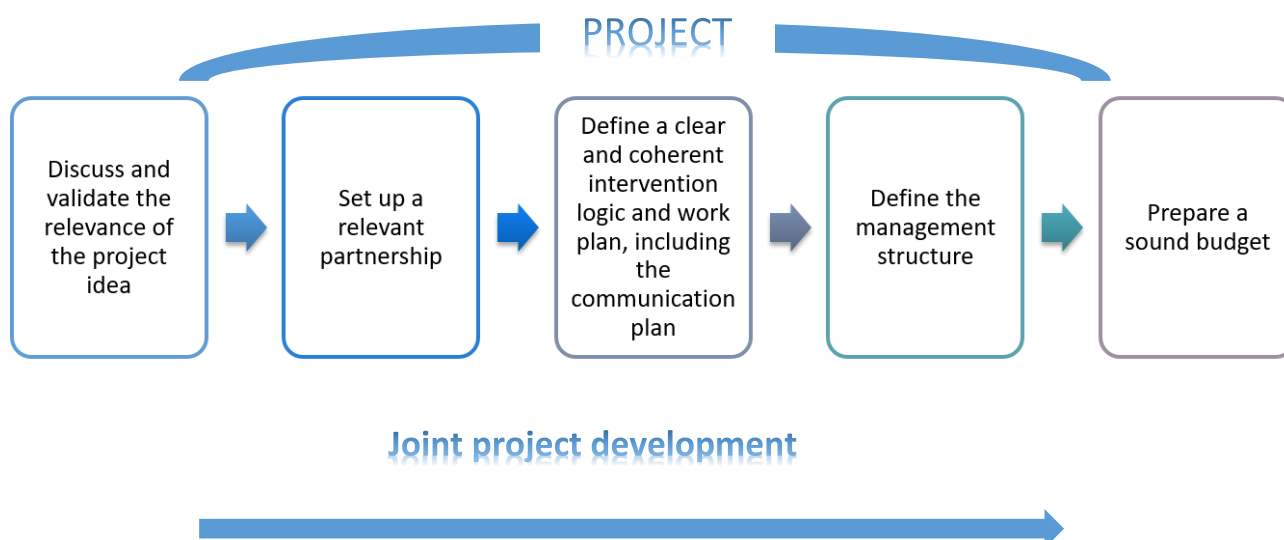 PROJECT
Discuss and
validate the
relevance of
the project
idea
Set up a
relevant
partnership
Define a clear
and coherent
intervention
logic and work
plan, including
the
communication
plan
Define the
management
structure
Prepare a
sound budget
Joint project development